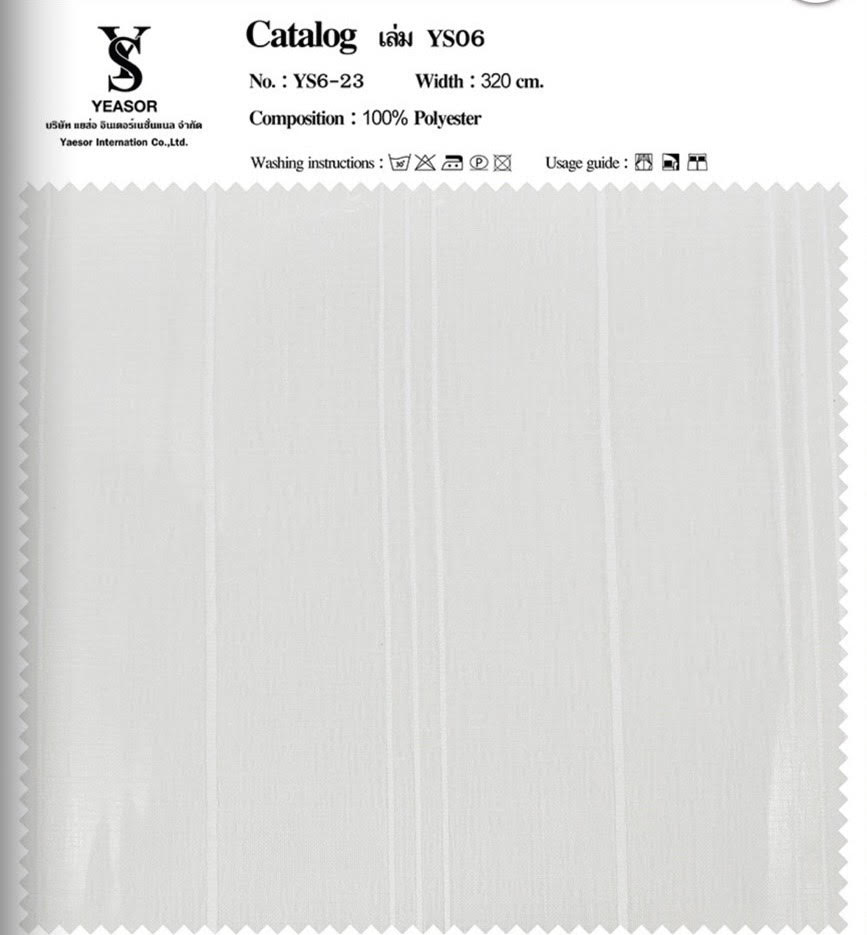 Catalog เล่ม YS06
YS
YEASOR
บริษัท แยส่อ อินเตอร์เนชั่นแนล จำกัด
Yaesor Internation Co.,Ltd.
No. : YS6-23 Width : 320 cm.
Composition : 100% Polyester
Washing instructions : 30° P Usage guide :